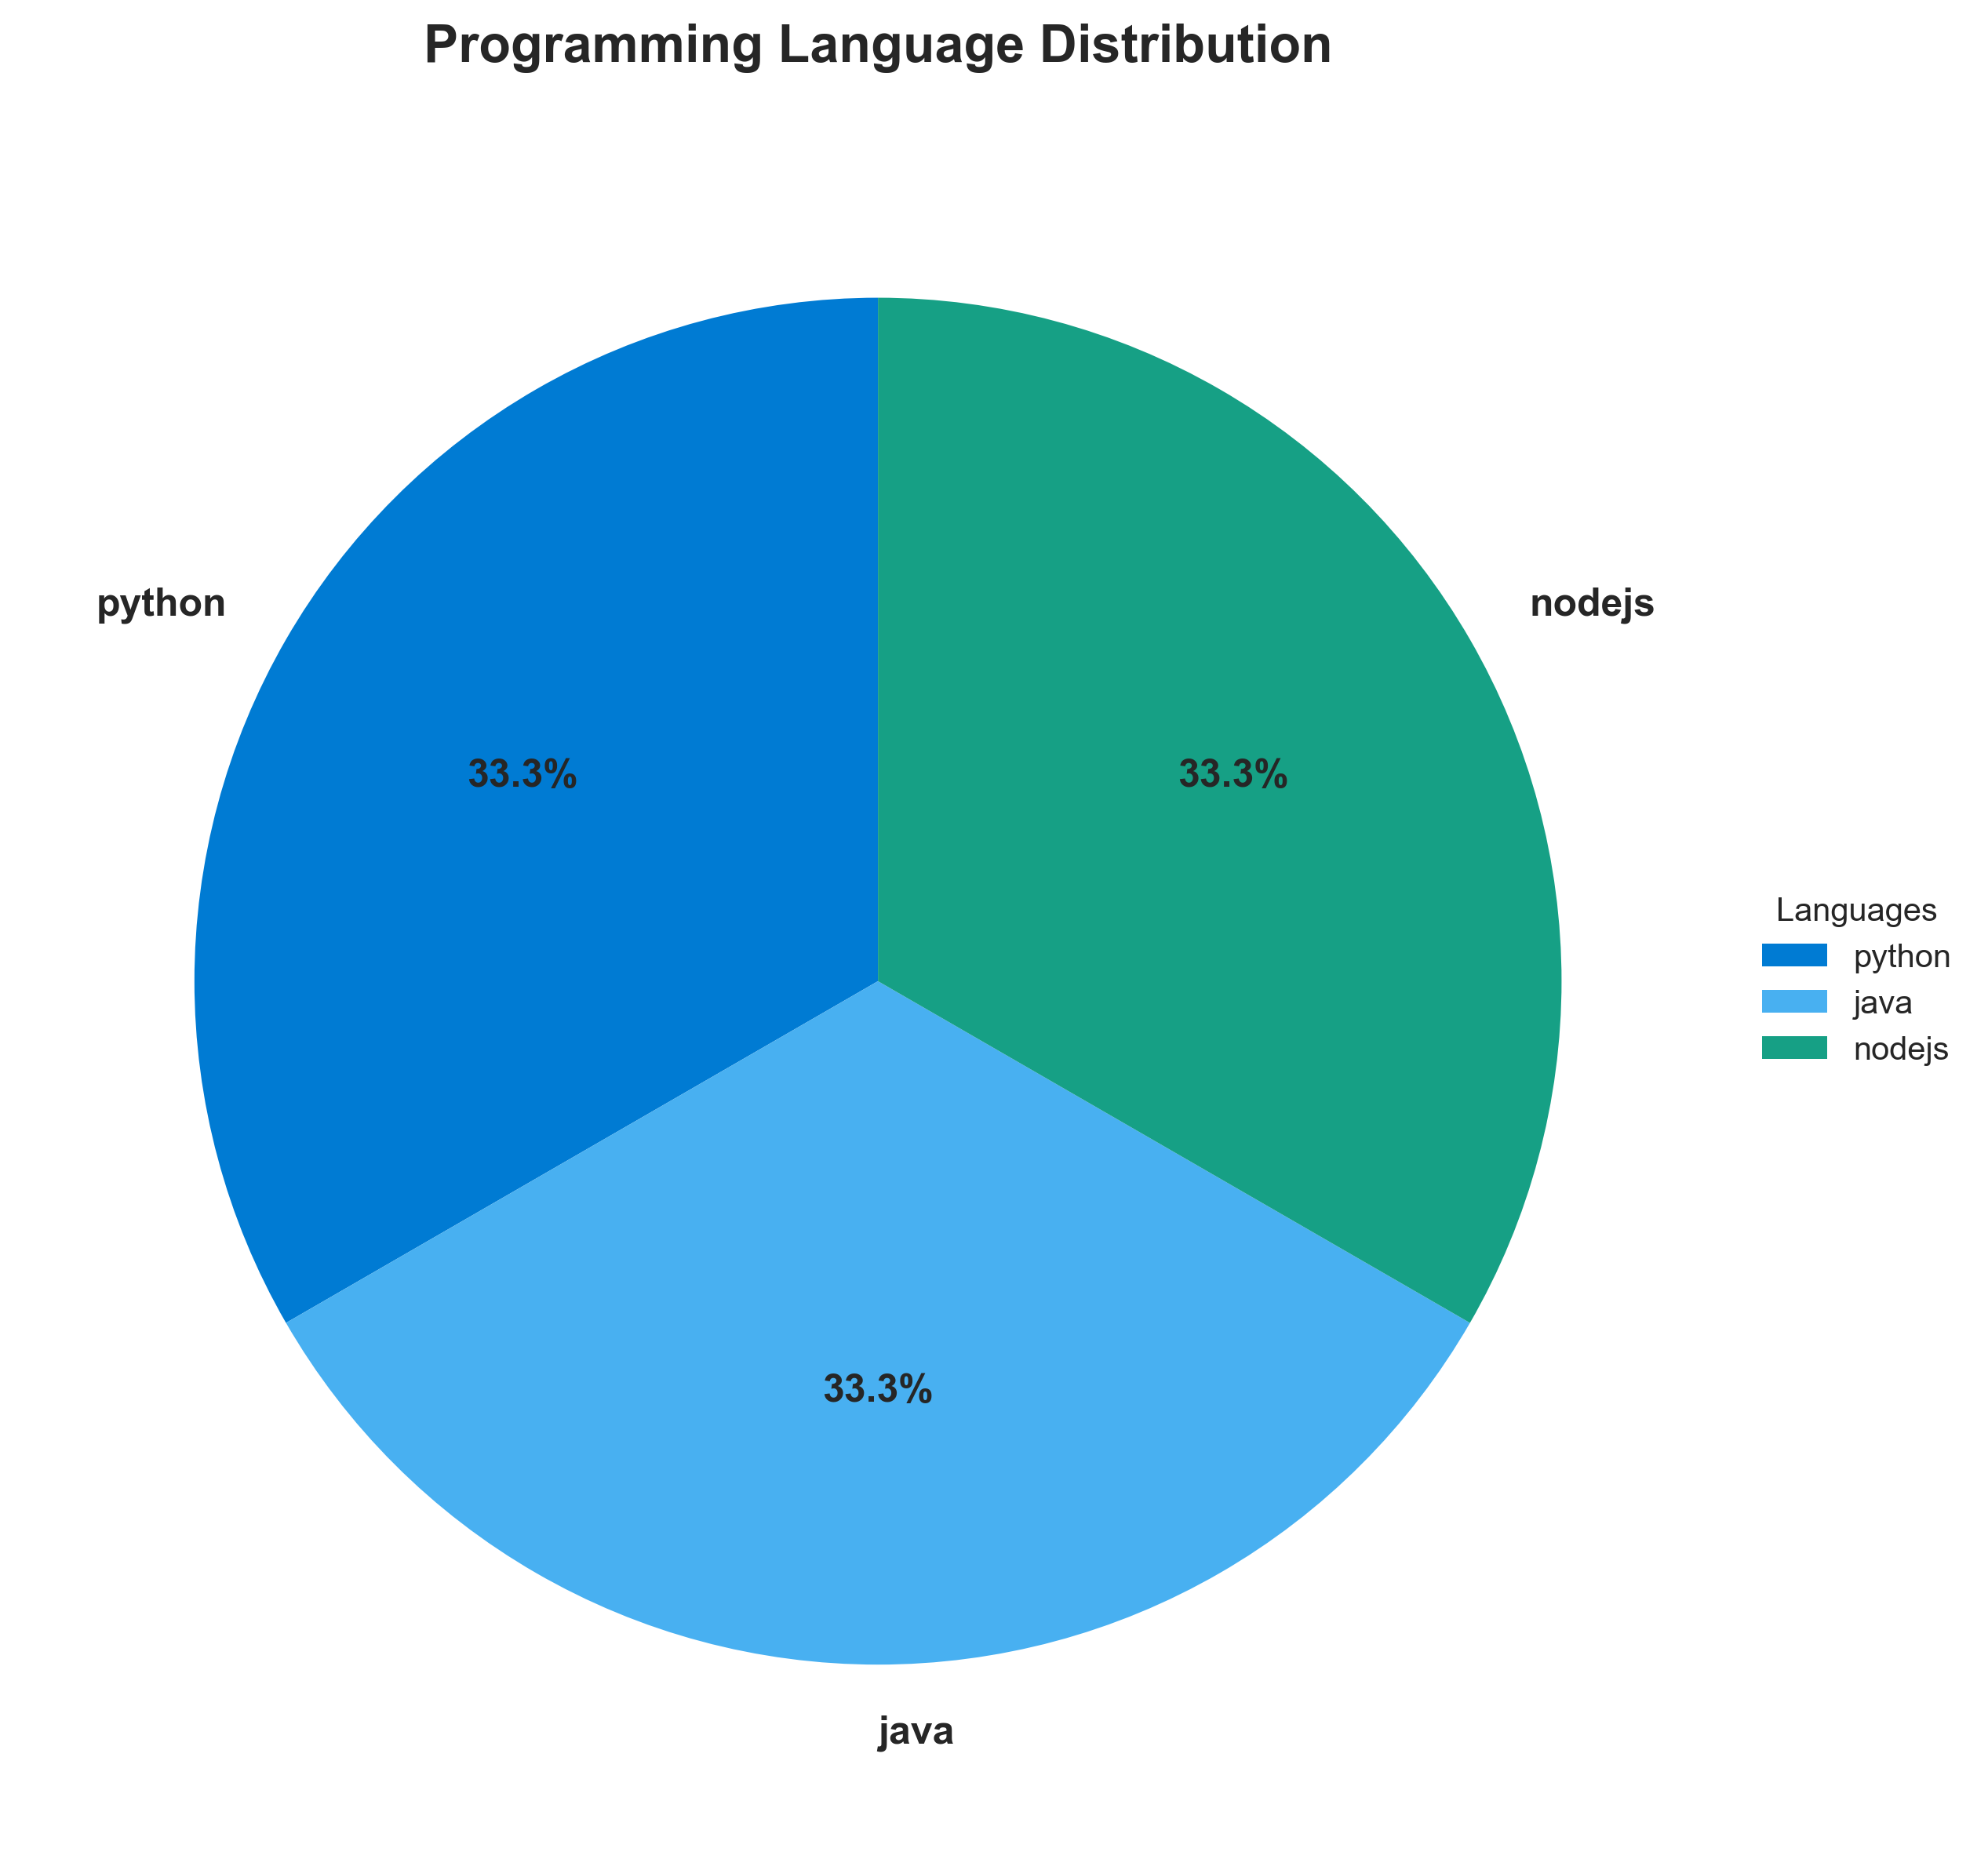 Programming Language Distribution
python
nodejs
33.3%
33.3%
Languages
python
java
nodejs
33.3%
java